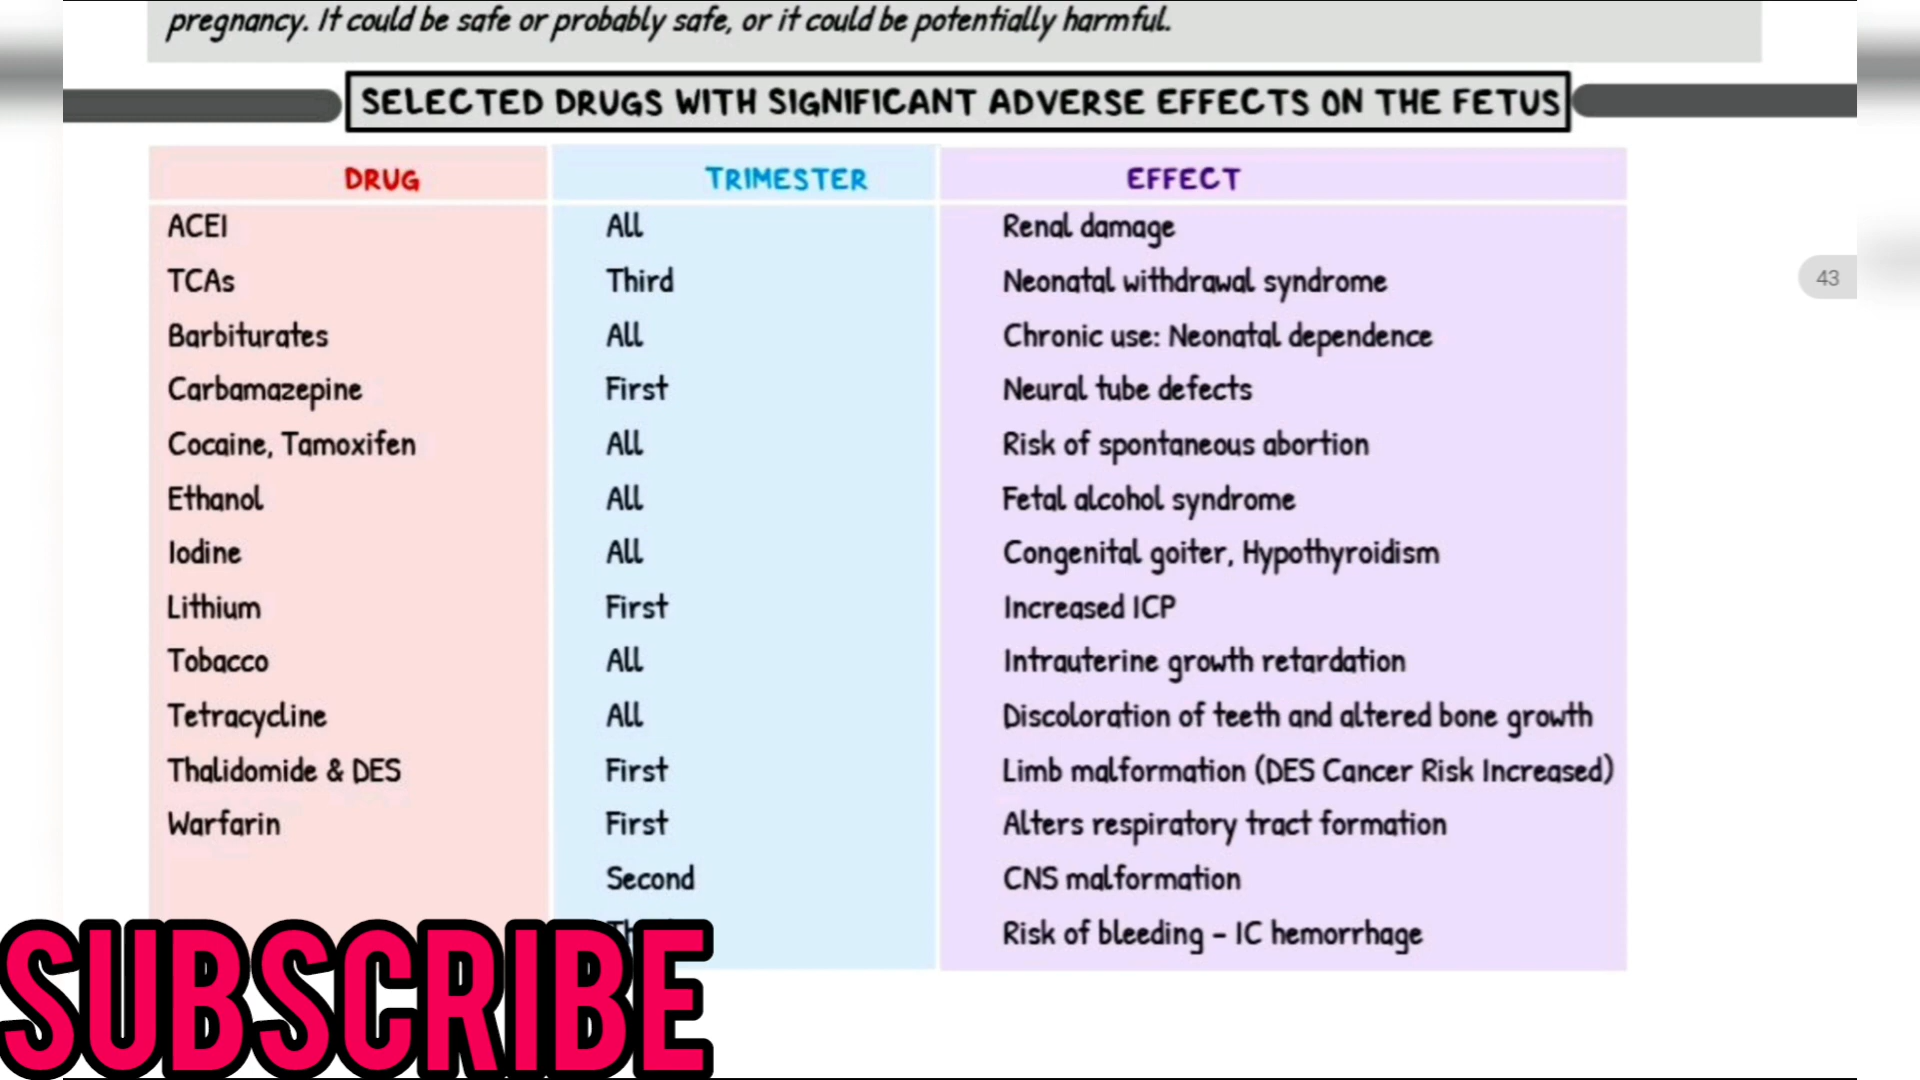 pregnancy. It could be safe or probably safe, or it could be potentially harmful.
SELECTED DRUGS WITH SIGNIFICANT ADVERSE EFFECTS ON THE FETUS
DRUG TRIMESTER EFFECT
ACEI All Renal damage
43
TCAs Third Neonatal withdrawal syndrome
Barbiturates All Chronic use: Neonatal dependence
Carbamazepine First Neural tube defects
Cocaine, Tamoxifen All Risk of spontaneous abortion
Ethanol All Fetal alcohol syndrome
Iodine All Congenital goiter, Hypothyroidism
Lithium First Increased ICP
Tobacco All Intrauterine growth retardation
Tetracycline All Discoloration of teeth and altered bone growth
Thalidomide & DES First Limb malformation (DES Cancer Risk Increased)
Warfarin First Alters respiratory tract formation
Second CNS malformation
Risk of bleeding - IC hemorrhage
SUBSCRIBE